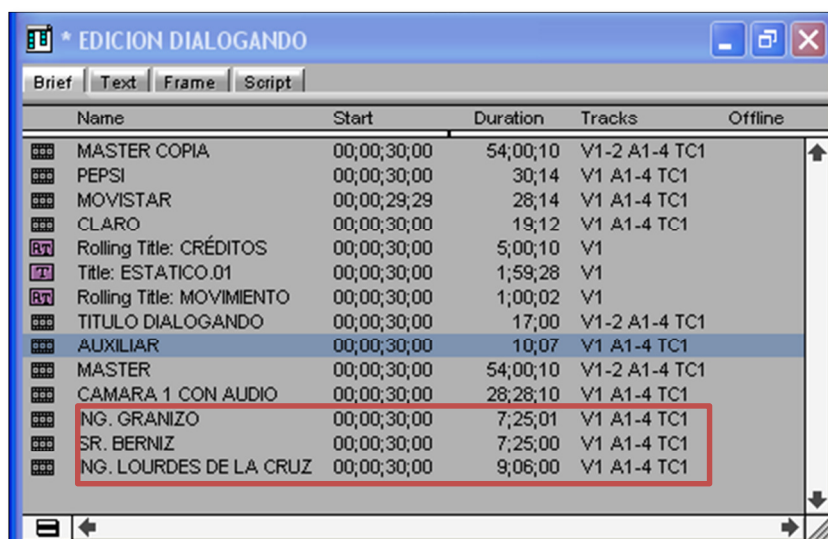 * EDICION DIALOGANDO
Brief Text Frame Script
Name Start Duration Tracks Offline
MASTER COPIA 00;00;30;00 54;00;10 V1-2 A1-4 TC1
PEPSI 00;00;30;00 30;14 V1 A1-4 TC1
MOVISTAR 00;00;29;29 28;14 V1 A1-4 TC1
CLARO 00;00;30;00 19;12 V1 A1-4 TC1
RT Rolling Title: CRÉDITOS 00;00;30;00 5;00;10 V1
T Title: ESTATICO.01 00;00;30;00 1;59;28 V1
RT Rolling Title: MOVIMIENTO 00;00;30;00 1;00;02 V1
TITULO DIALOGANDO 00;00;30;00 17;00 V1-2 A1-4 TC1
AUXILIAR 00;00;30;00 10;07 V1 A1-4 TC1
MASTER 00;00;30;00 54;00;10 V1-2 A1-4 TC1
CAMARA 1 CON AUDIO 00;00;30;00 28;28;10 V1 A1-4 TC1
NG. GRANIZO 00;00;30;00 7;25;01 V1 A1-4 TC1
SR. BERNIZ 00;00;30;00 7;25;00 V1 A1-4 TC1
NG. LOURDES DE LA CRUZ 00;00;30;00 9;06;00 V1 A1-4 TC1